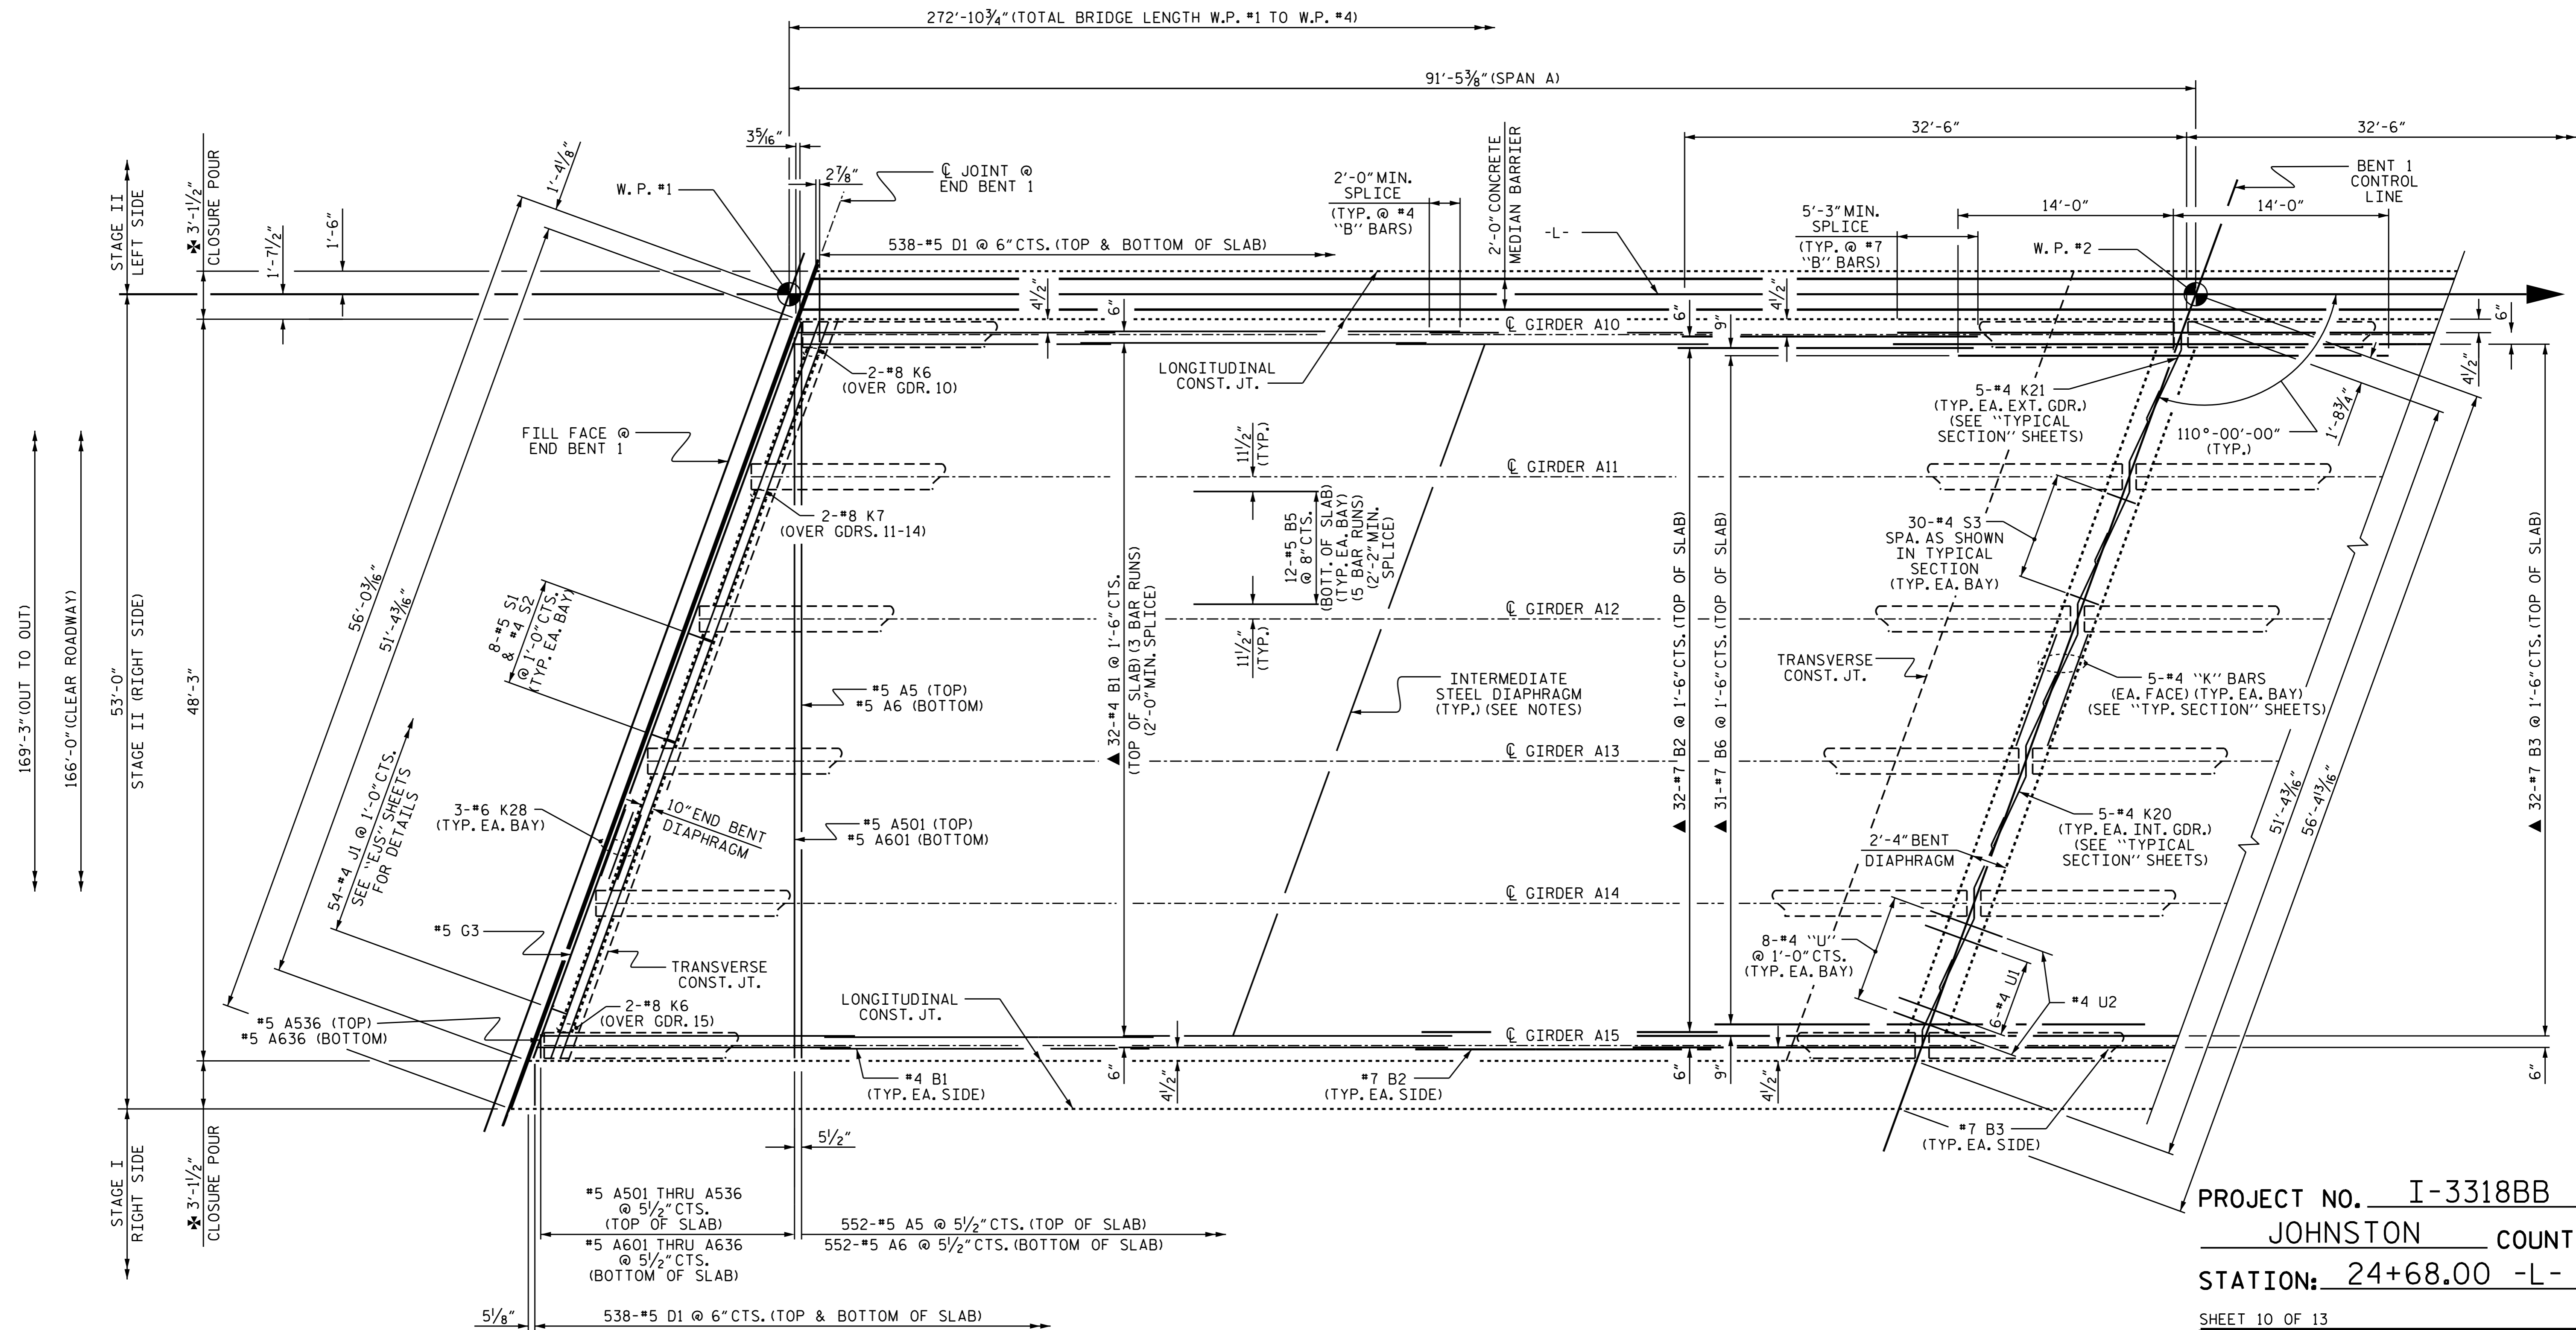 272'-10¾" (TOTAL BRIDGE LENGTH W.P. #1 TO W.P. #4)
91'-5⅜" (SPAN A)
3 5/16"
2⅞"
32'-6"
32'-6"
1'-4⅛"
W.P. #1
℄ JOINT @
END BENT 1
2'-0" MIN.
SPLICE
(TYP. @ #4
"B" BARS)
2'-0" CONCRETE
MEDIAN BARRIER
-L-
5'-3" MIN.
SPLICE
(TYP. @ #7
"B" BARS)
14'-0"
14'-0"
W.P. #2
BENT 1
CONTROL
LINE
STAGE II
LEFT SIDE
✠ 3'-1½"
CLOSURE POUR
1'-7½"
1'-6"
538-#5 D1 @ 6" CTS. (TOP & BOTTOM OF SLAB)
4½"
6"
6"
9"
4½"
6"
4½"
℄ GIRDER A10
2-#8 K6
(OVER GDR. 10)
LONGITUDINAL
CONST. JT.
5-#4 K21
(TYP. EA. EXT. GDR.)
(SEE "TYPICAL
SECTION" SHEETS)
110°-00'-00"
(TYP.)
1'-8¾"
FILL FACE @
END BENT 1
11½"
(TYP.)
℄ GIRDER A11
2-#8 K7
(OVER GDRS. 11-14)
12-#5 B5
@ 8" CTS.
(BOTT. OF SLAB)
(TYP. EA. BAY)
(5 BAR RUNS)
(2'-2" MIN.
SPLICE)
11½"
(TYP.)
30-#4 S3
SPA. AS SHOWN
IN TYPICAL
SECTION
(TYP. EA. BAY)
56'-0 3/16"
51'-4 3/16"
8-#5 S1
& #4 S2
@ 1'-0" CTS.
(TYP. EA. BAY)
℄ GIRDER A12
169'-3" (OUT TO OUT)
166'-0" (CLEAR ROADWAY)
53'-0"
STAGE II (RIGHT SIDE)
48'-3"
#5 A5 (TOP)
#5 A6 (BOTTOM)
▲ 32-#4 B1 @ 1'-6" CTS.
(TOP OF SLAB) (3 BAR RUNS)
(2'-0" MIN. SPLICE)
INTERMEDIATE
STEEL DIAPHRAGM
(TYP.) (SEE NOTES)
▲ 32-#7 B2 @ 1'-6" CTS. (TOP OF SLAB)
▲ 31-#7 B6 @ 1'-6" CTS. (TOP OF SLAB)
TRANSVERSE
CONST. JT.
5-#4 "K" BARS
(EA. FACE) (TYP. EA. BAY)
(SEE "TYP. SECTION" SHEETS)
▲ 32-#7 B3 @ 1'-6" CTS. (TOP OF SLAB)
℄ GIRDER A13
54-#4 J1 @ 1'-0" CTS.
SEE "EJS" SHEETS
FOR DETAILS
3-#6 K28
(TYP. EA. BAY)
10" END BENT
DIAPHRAGM
#5 A501 (TOP)
#5 A601 (BOTTOM)
5-#4 K20
(TYP. EA. INT. GDR.)
(SEE "TYPICAL
SECTION" SHEETS)
2'-4" BENT
DIAPHRAGM
51'-4 3/16"
56'-4 13/16"
℄ GIRDER A14
#5 G3
TRANSVERSE
CONST. JT.
8-#4 "U"
@ 1'-0" CTS.
(TYP. EA. BAY)
6-#4 U1
#4 U2
#5 A536 (TOP)
#5 A636 (BOTTOM)
2-#8 K6
(OVER GDR. 15)
LONGITUDINAL
CONST. JT.
℄ GIRDER A15
6"
4½"
6"
9"
4½"
6"
#4 B1
(TYP. EA. SIDE)
#7 B2
(TYP. EA. SIDE)
#7 B3
(TYP. EA. SIDE)
STAGE I
RIGHT SIDE
✠ 3'-1½"
CLOSURE POUR
5½"
#5 A501 THRU A536
@ 5½" CTS.
(TOP OF SLAB)
#5 A601 THRU A636
@ 5½" CTS.
(BOTTOM OF SLAB)
552-#5 A5 @ 5½" CTS. (TOP OF SLAB)
552-#5 A6 @ 5½" CTS. (BOTTOM OF SLAB)
5⅛"
538-#5 D1 @ 6" CTS. (TOP & BOTTOM OF SLAB)
PROJECT NO. I-3318BB
JOHNSTON COUNT
STATION: 24+68.00 -L-
SHEET 10 OF 13